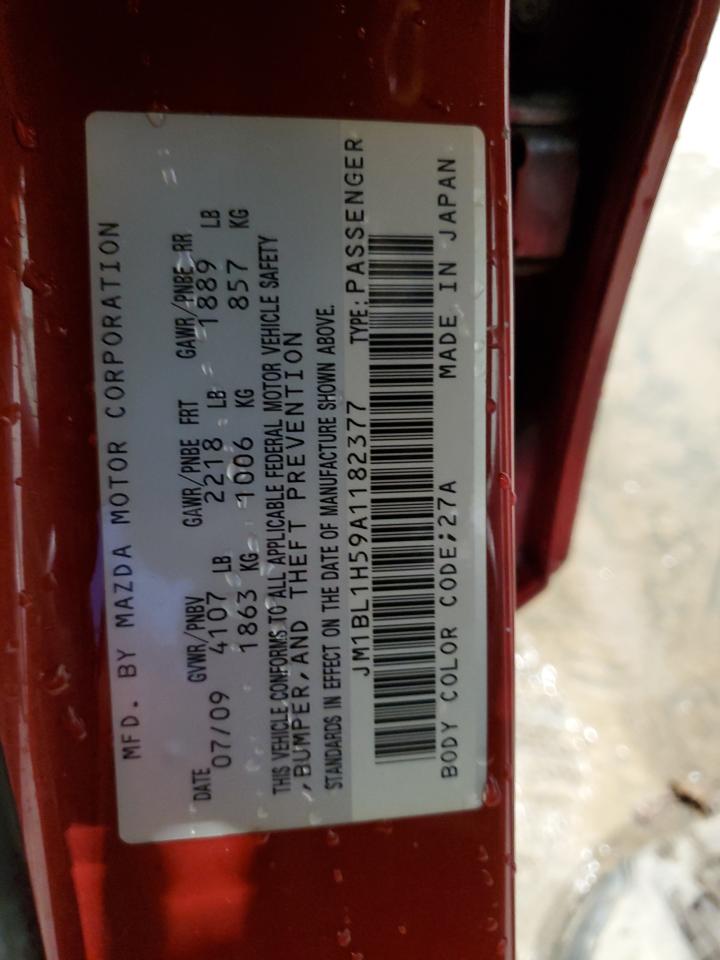 MFD. BY MAZDA MOTOR CORPORATION
DATE GVWR/PNBV GAWR/PNBE FRT GAWR/PNBE RR
07/09 4107 LB 2218 LB 1889 LB
1863 KG 1006 KG 857 KG
THIS VEHICLE CONFORMS TO ALL APPLICABLE FEDERAL MOTOR VEHICLE SAFETY
,BUMPER,AND THEFT PREVENTION
STANDARDS IN EFFECT ON THE DATE OF MANUFACTURE SHOWN ABOVE.
JM1BL1H59A1182377 TYPE:PASSENGER
BODY COLOR CODE;27A MADE IN JAPAN